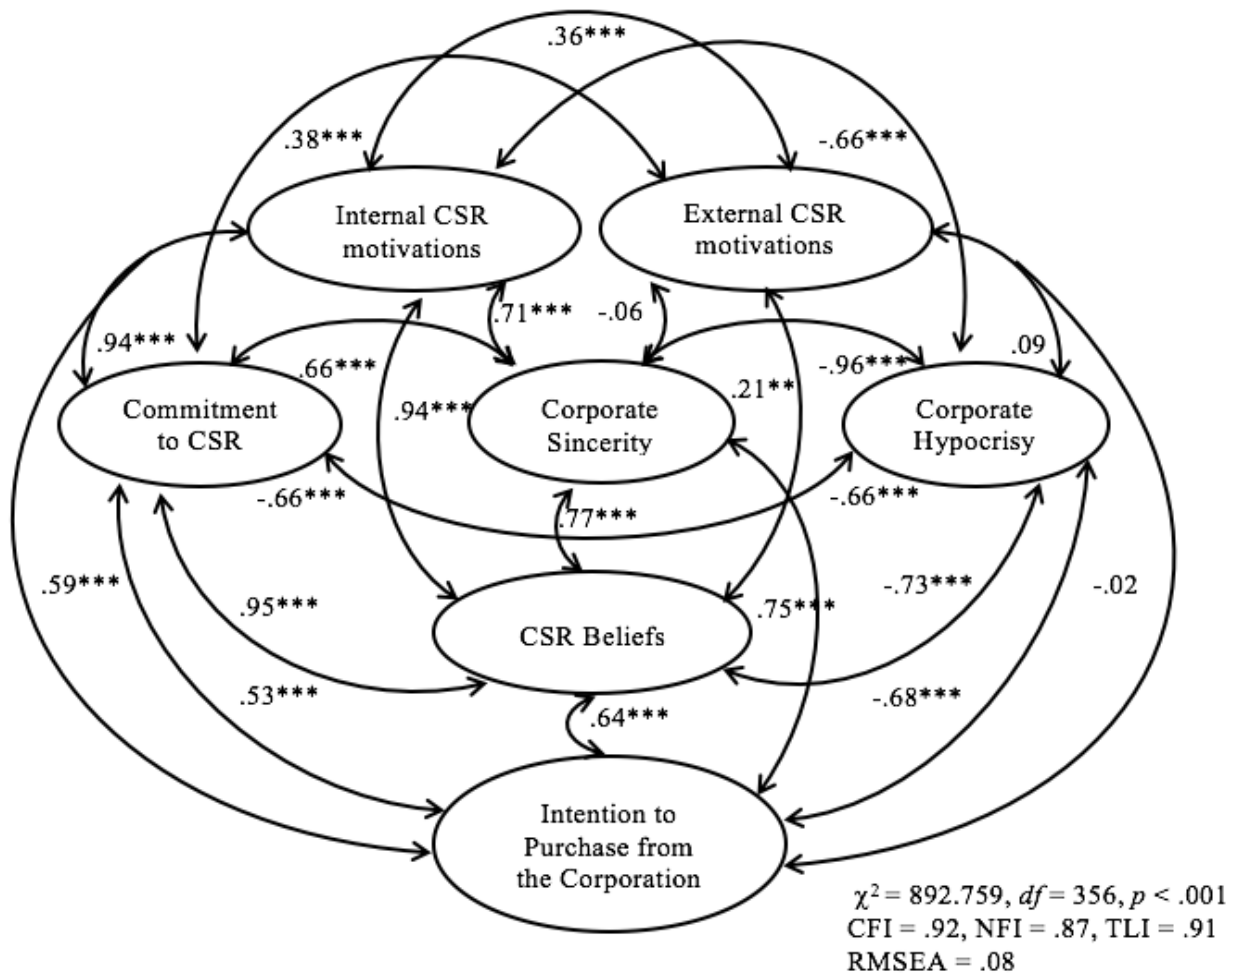 .36***
.38***
-.66***
Internal CSR
motivations
External CSR
motivations
.71***
-.06
.94***
.66***
-.96***
.09
.21**
.94***
Commitment
to CSR
Corporate
Sincerity
Corporate
Hypocrisy
-.66***
-.66***
.77***
.59***
.95***
.75***
-.73***
-.02
CSR Beliefs
.53***
-.68***
.64***
Intention to
Purchase from
the Corporation
χ² = 892.759, df = 356, p < .001
CFI = .92, NFI = .87, TLI = .91
RMSEA = .08